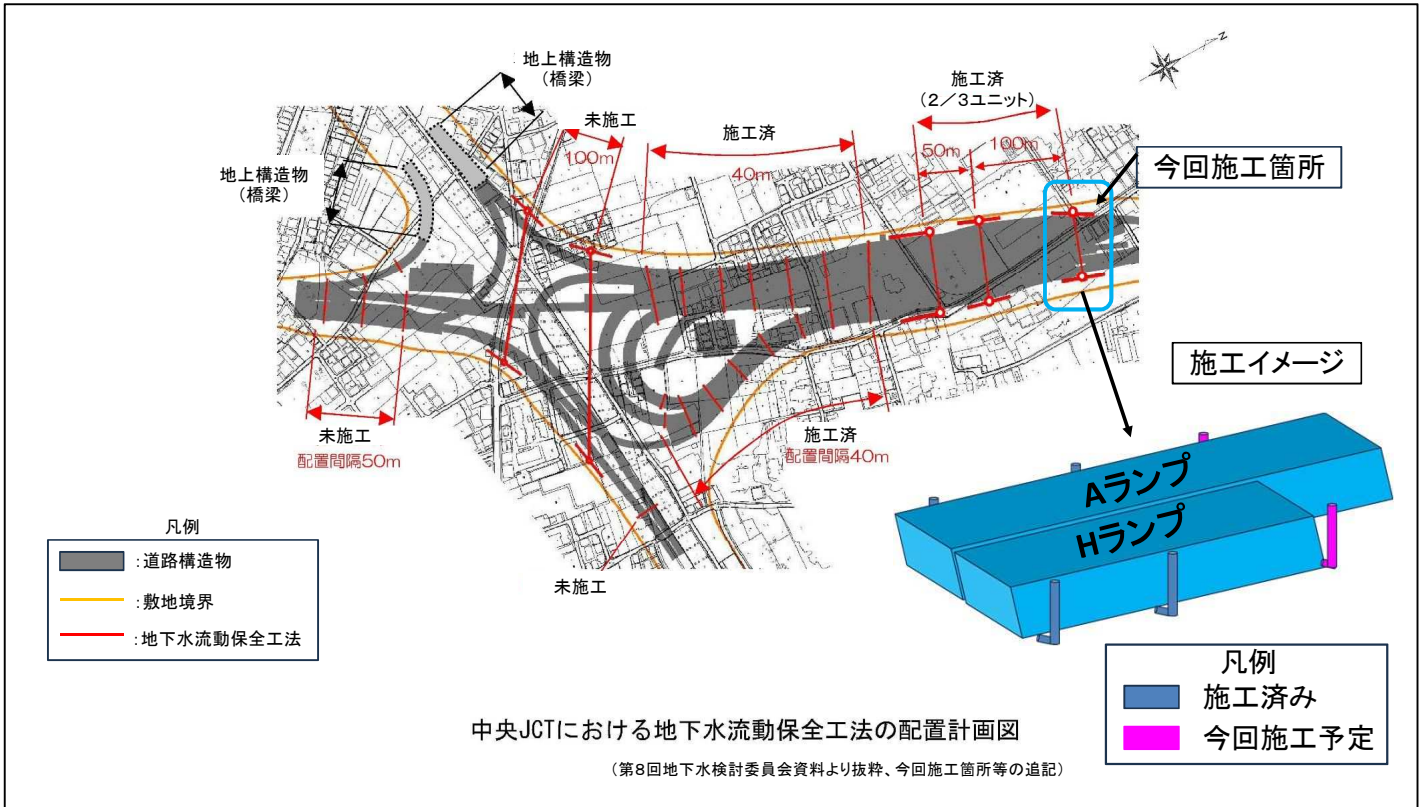 地上構造物
（橋梁）
地上構造物
（橋梁）
未施工
100m
施工済
40m
施工済
（2／3ユニット）
50m
100m
N
今回施工箇所
施工イメージ
未施工
配置間隔50m
施工済
配置間隔40m
未施工
凡例
:道路構造物
:敷地境界
:地下水流動保全工法
Aランプ
Hランプ
凡例
施工済み
今回施工予定
中央JCTにおける地下水流動保全工法の配置計画図
（第8回地下水検討委員会資料より抜粋、今回施工箇所等の追記）